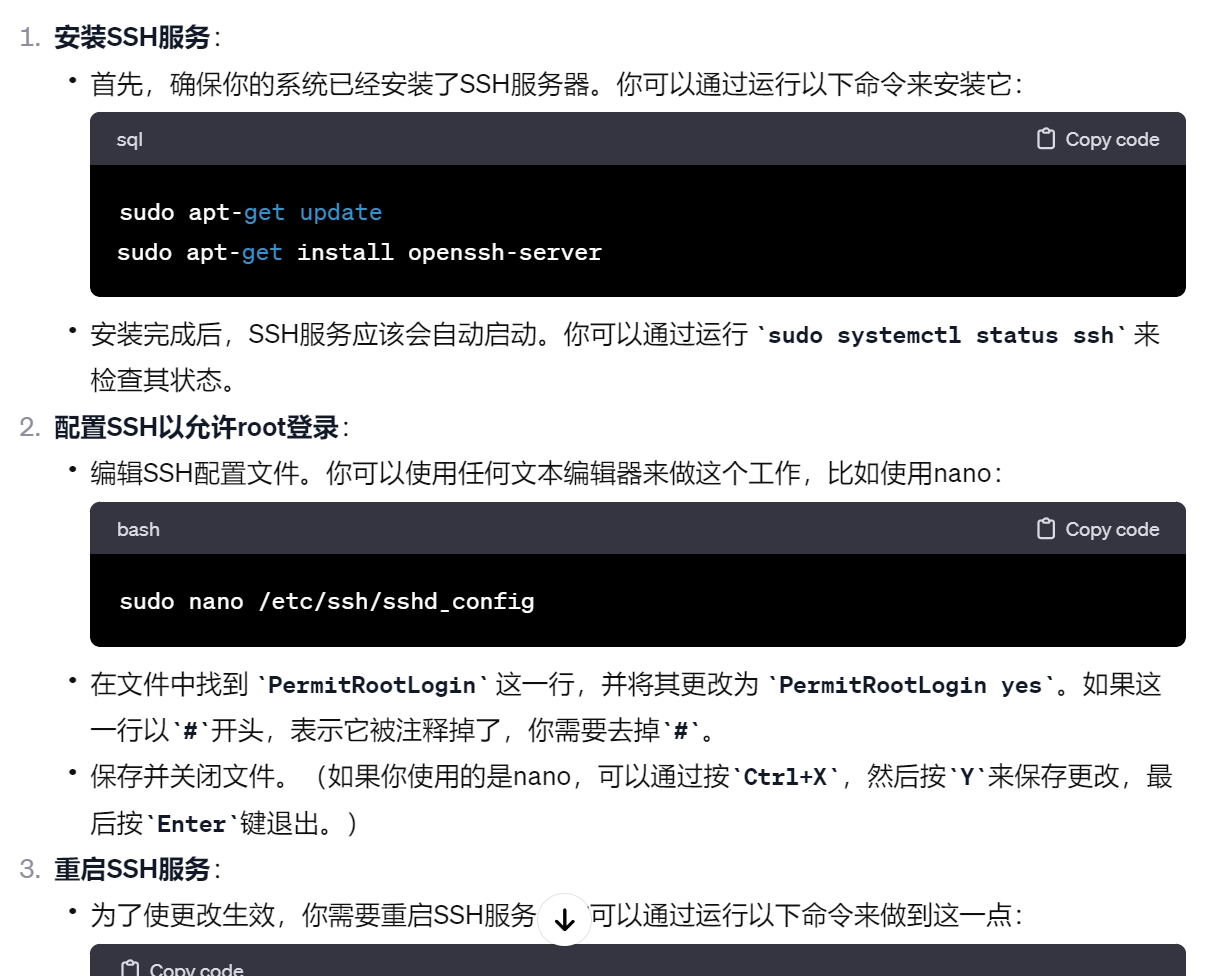 1. 安装SSH服务：
• 首先，确保你的系统已经安装了SSH服务器。你可以通过运行以下命令来安装它：
sql Copy code
sudo apt-get update
sudo apt-get install openssh-server
• 安装完成后，SSH服务应该会自动启动。你可以通过运行 `sudo systemctl status ssh` 来
检查其状态。
2. 配置SSH以允许root登录：
• 编辑SSH配置文件。你可以使用任何文本编辑器来做这个工作，比如使用nano：
bash Copy code
sudo nano /etc/ssh/sshd_config
• 在文件中找到 `PermitRootLogin` 这一行，并将其更改为 `PermitRootLogin yes`。如果这
一行以`#`开头，表示它被注释掉了，你需要去掉`#`。
• 保存并关闭文件。（如果你使用的是nano，可以通过按`Ctrl+X`，然后按`Y`来保存更改，最
后按`Enter`键退出。）
3. 重启SSH服务：
• 为了使更改生效，你需要重启SSH服务 可以通过运行以下命令来做到这一点：
Copy code